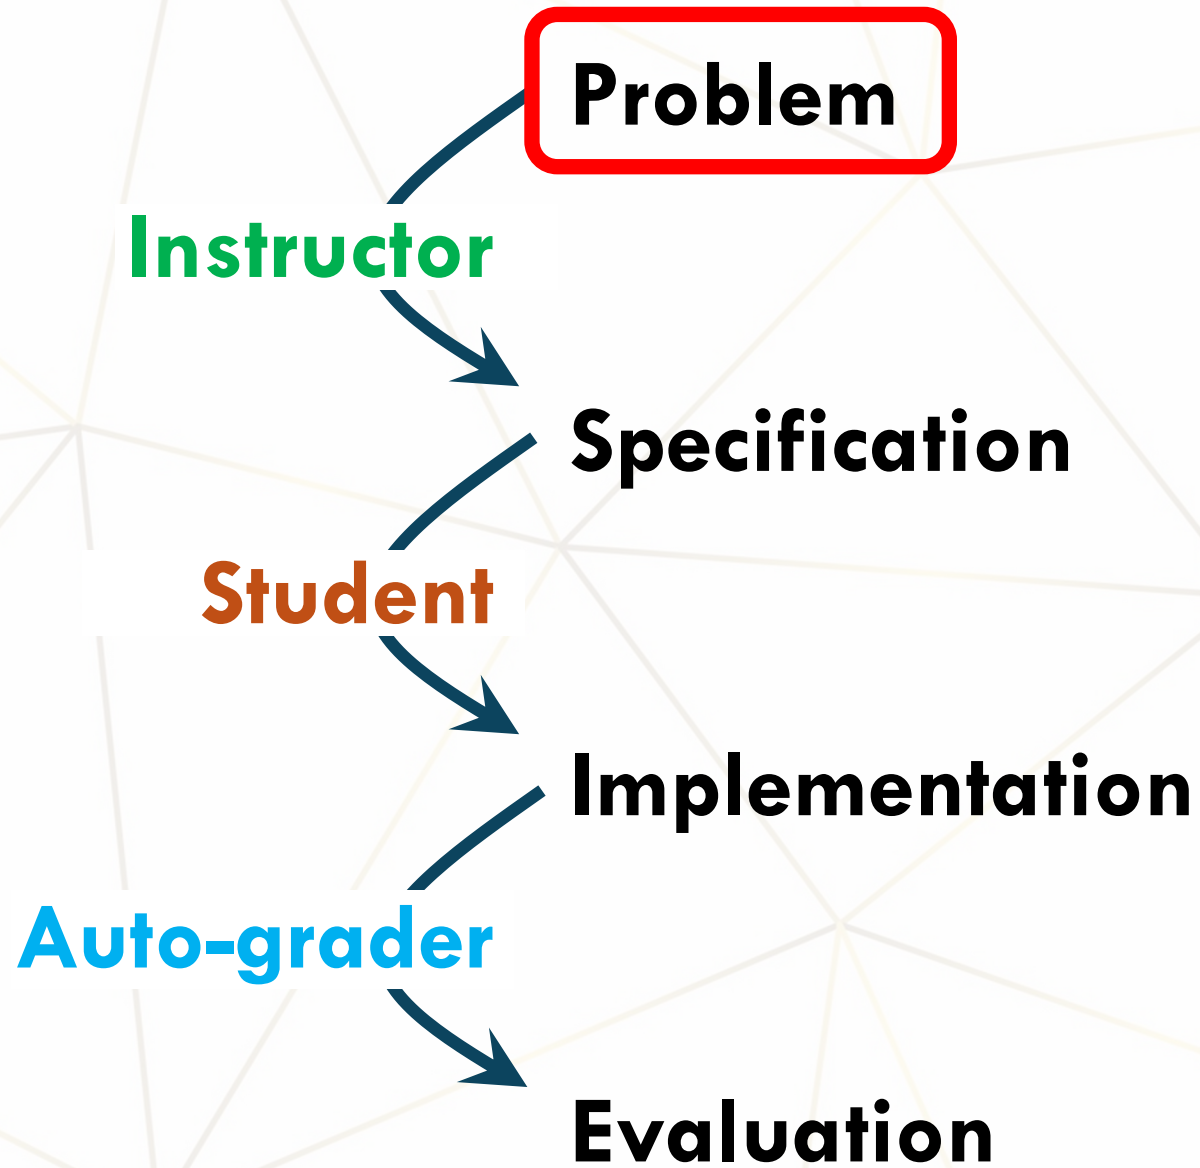 Problem
Instructor
Specification
Student
Implementation
Auto-grader
Evaluation